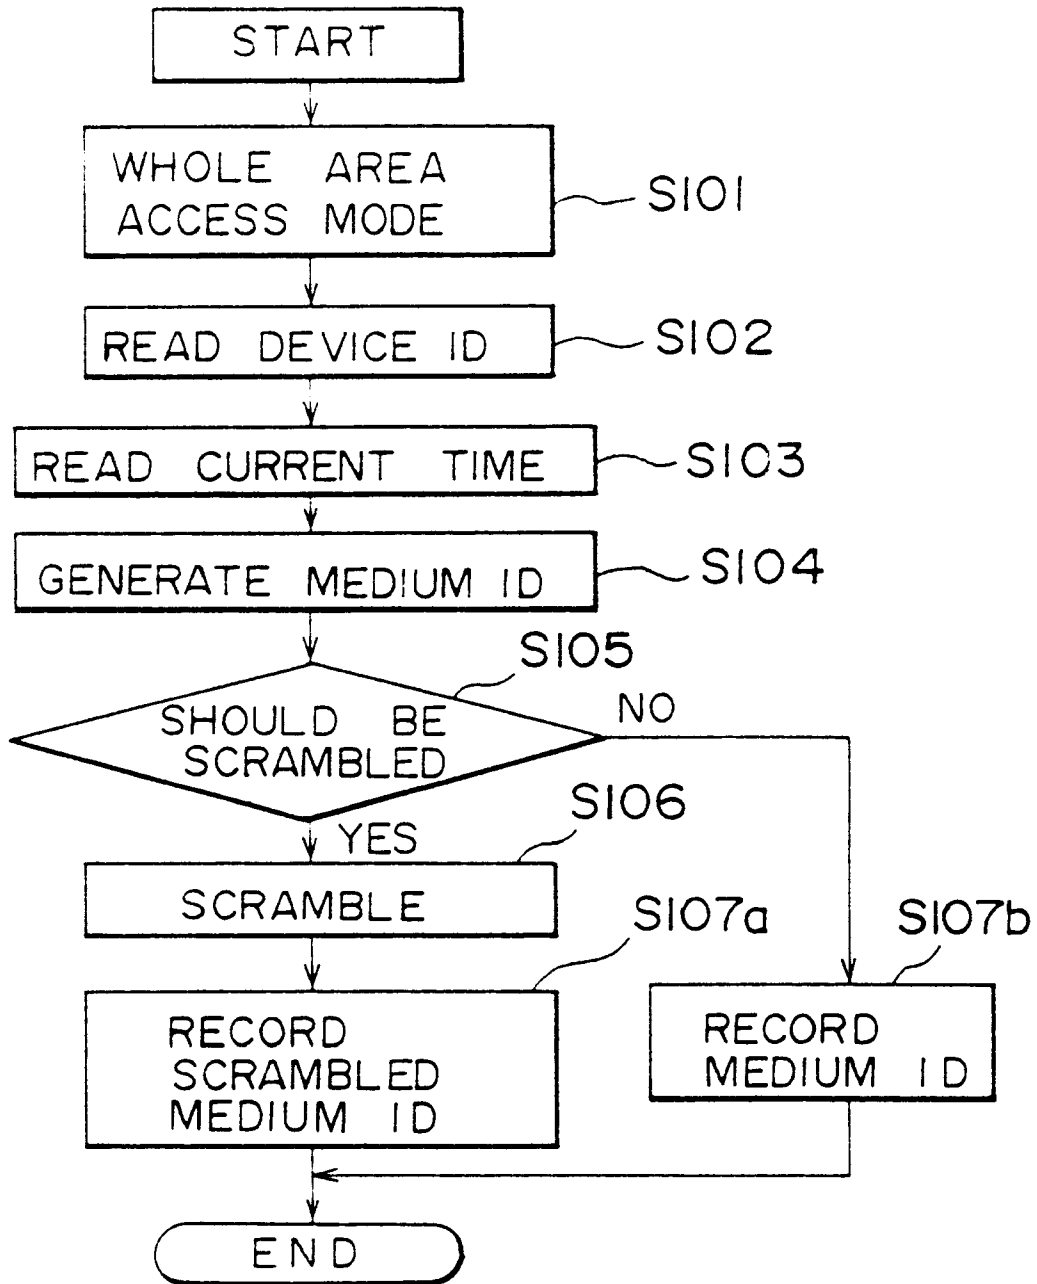 START
WHOLE AREA
ACCESS MODE
S101
READ DEVICE ID
S102
READ CURRENT TIME
S103
GENERATE MEDIUM ID
S104
S105
SHOULD BE
SCRAMBLED
NO
YES
S106
SCRAMBLE
S107a
RECORD
SCRAMBLED
MEDIUM ID
S107b
RECORD
MEDIUM ID
END